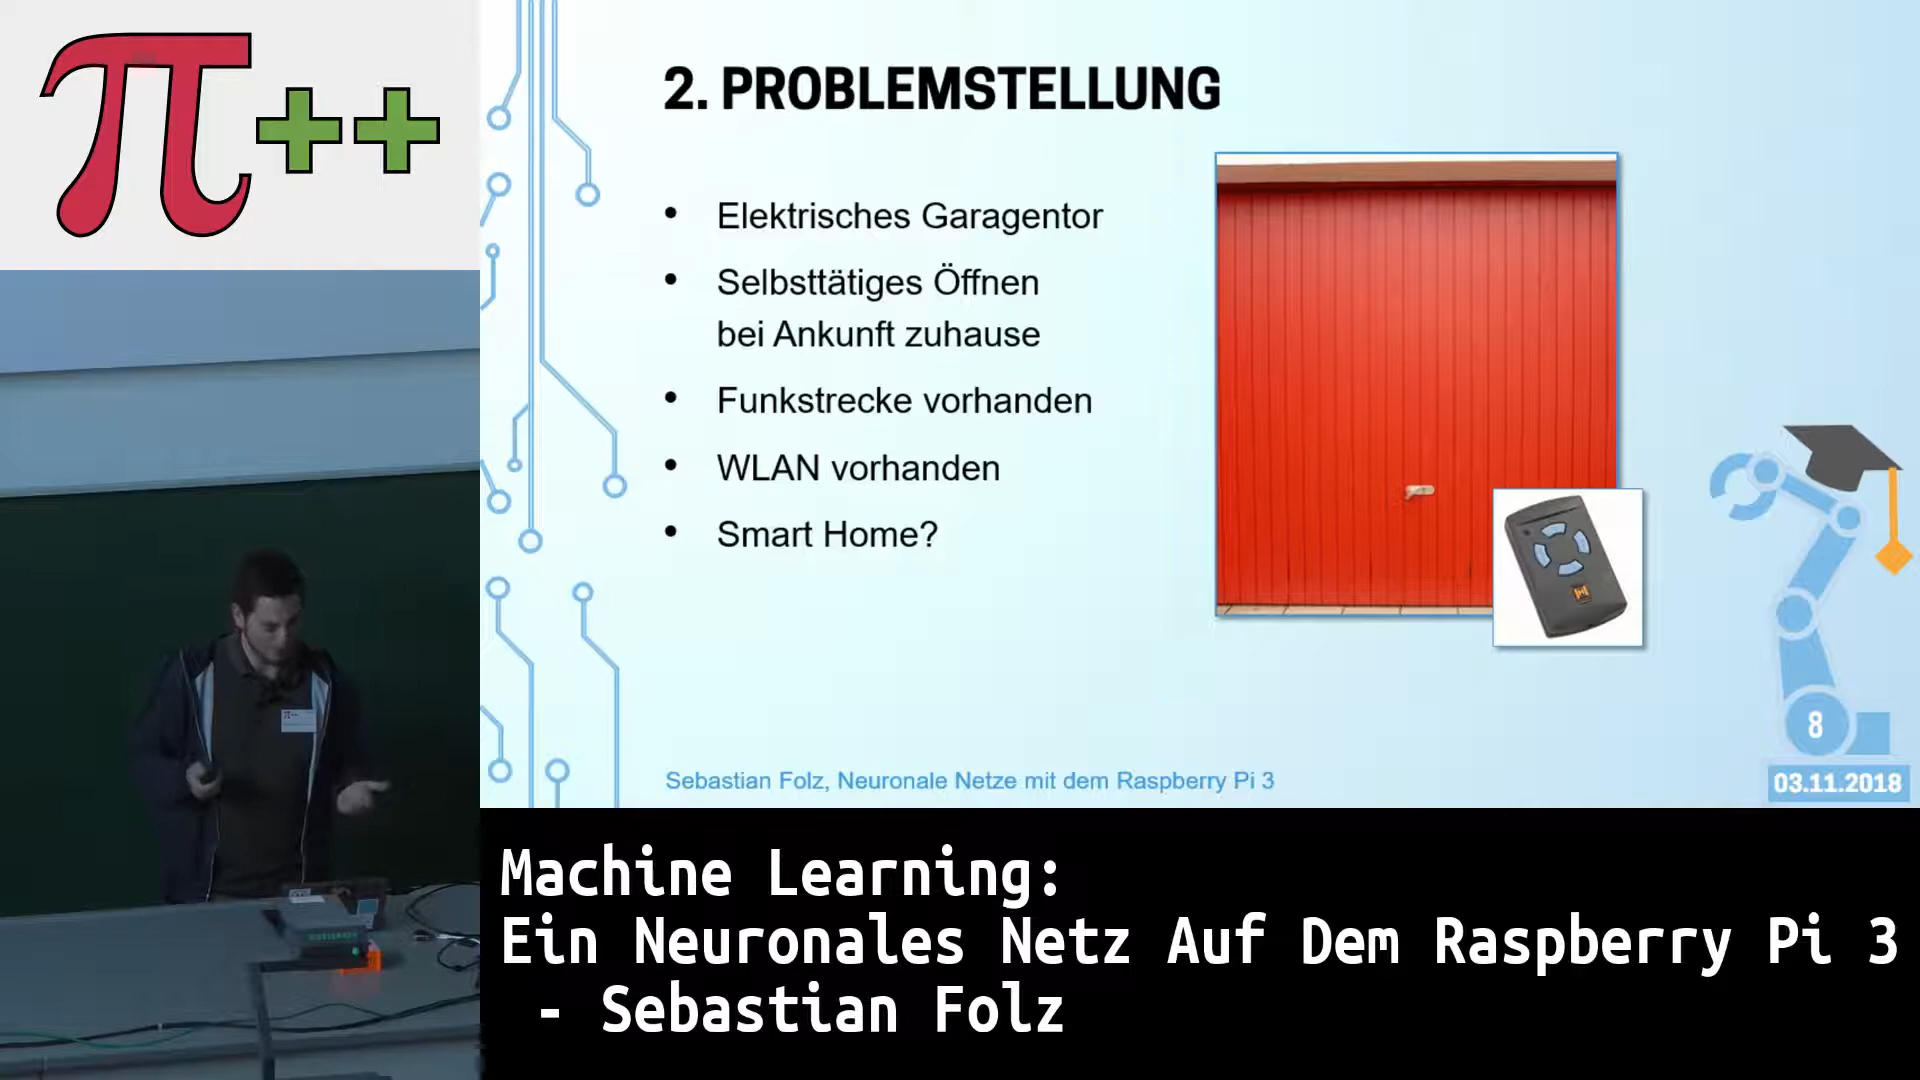 π++
2. PROBLEMSTELLUNG
• Elektrisches Garagentor
• Selbsttätiges Öffnen
bei Ankunft zuhause
• Funkstrecke vorhanden
• WLAN vorhanden
• Smart Home?
8
Sebastian Folz, Neuronale Netze mit dem Raspberry Pi 3
03.11.2018
Machine Learning:
Ein Neuronales Netz Auf Dem Raspberry Pi 3
- Sebastian Folz